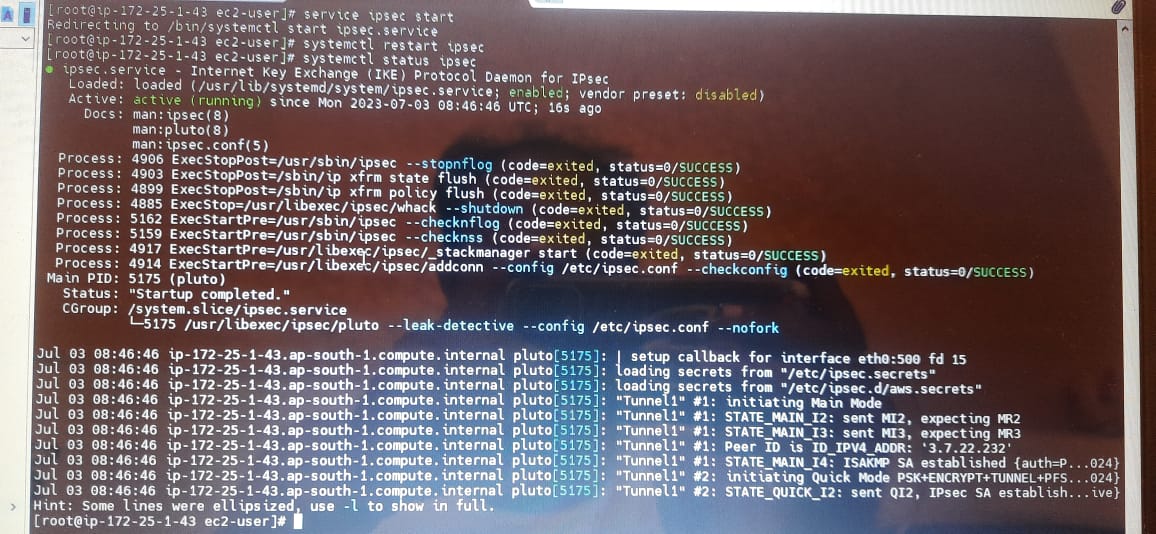 [root@ip-172-25-1-43 ec2-user]# service ipsec start
Redirecting to /bin/systemctl start ipsec.service
[root@ip-172-25-1-43 ec2-user]# systemctl restart ipsec
[root@ip-172-25-1-43 ec2-user]# systemctl status ipsec
● ipsec.service - Internet Key Exchange (IKE) Protocol Daemon for IPsec
Loaded: loaded (/usr/lib/systemd/system/ipsec.service; enabled; vendor preset: disabled)
Active: active (running) since Mon 2023-07-03 08:46:46 UTC; 16s ago
Docs: man:ipsec(8)
man:pluto(8)
man:ipsec.conf(5)
Process: 4906 ExecStopPost=/usr/sbin/ipsec --stopnflog (code=exited, status=0/SUCCESS)
Process: 4903 ExecStopPost=/sbin/ip xfrm state flush (code=exited, status=0/SUCCESS)
Process: 4899 ExecStopPost=/sbin/ip xfrm policy flush (code=exited, status=0/SUCCESS)
Process: 4885 ExecStop=/usr/libexec/ipsec/whack --shutdown (code=exited, status=0/SUCCESS)
Process: 5162 ExecStartPre=/usr/sbin/ipsec --checknflog (code=exited, status=0/SUCCESS)
Process: 5159 ExecStartPre=/usr/sbin/ipsec --checknss (code=exited, status=0/SUCCESS)
Process: 4917 ExecStartPre=/usr/libexec/ipsec/_stackmanager start (code=exited, status=0/SUCCESS)
Process: 4914 ExecStartPre=/usr/libexec/ipsec/addconn --config /etc/ipsec.conf --checkconfig (code=exited, status=0/SUCCESS)
Main PID: 5175 (pluto)
Status: "Startup completed."
CGroup: /system.slice/ipsec.service
└─5175 /usr/libexec/ipsec/pluto --leak-detective --config /etc/ipsec.conf --nofork
Jul 03 08:46:46 ip-172-25-1-43.ap-south-1.compute.internal pluto[5175]: | setup callback for interface eth0:500 fd 15
Jul 03 08:46:46 ip-172-25-1-43.ap-south-1.compute.internal pluto[5175]: loading secrets from "/etc/ipsec.secrets"
Jul 03 08:46:46 ip-172-25-1-43.ap-south-1.compute.internal pluto[5175]: loading secrets from "/etc/ipsec.d/aws.secrets"
Jul 03 08:46:46 ip-172-25-1-43.ap-south-1.compute.internal pluto[5175]: "Tunnel1" #1: initiating Main Mode
Jul 03 08:46:46 ip-172-25-1-43.ap-south-1.compute.internal pluto[5175]: "Tunnel1" #1: STATE_MAIN_I2: sent MI2, expecting MR2
Jul 03 08:46:46 ip-172-25-1-43.ap-south-1.compute.internal pluto[5175]: "Tunnel1" #1: STATE_MAIN_I3: sent MI3, expecting MR3
Jul 03 08:46:46 ip-172-25-1-43.ap-south-1.compute.internal pluto[5175]: "Tunnel1" #1: Peer ID is ID_IPV4_ADDR: '3.7.22.232'
Jul 03 08:46:46 ip-172-25-1-43.ap-south-1.compute.internal pluto[5175]: "Tunnel1" #1: STATE_MAIN_I4: ISAKMP SA established {auth=P...024}
Jul 03 08:46:46 ip-172-25-1-43.ap-south-1.compute.internal pluto[5175]: "Tunnel1" #2: initiating Quick Mode PSK+ENCRYPT+TUNNEL+PFS...024}
Jul 03 08:46:46 ip-172-25-1-43.ap-south-1.compute.internal pluto[5175]: "Tunnel1" #2: STATE_QUICK_I2: sent QI2, IPsec SA establish...ive}
Hint: Some lines were ellipsized, use -l to show in full.
[root@ip-172-25-1-43 ec2-user]#